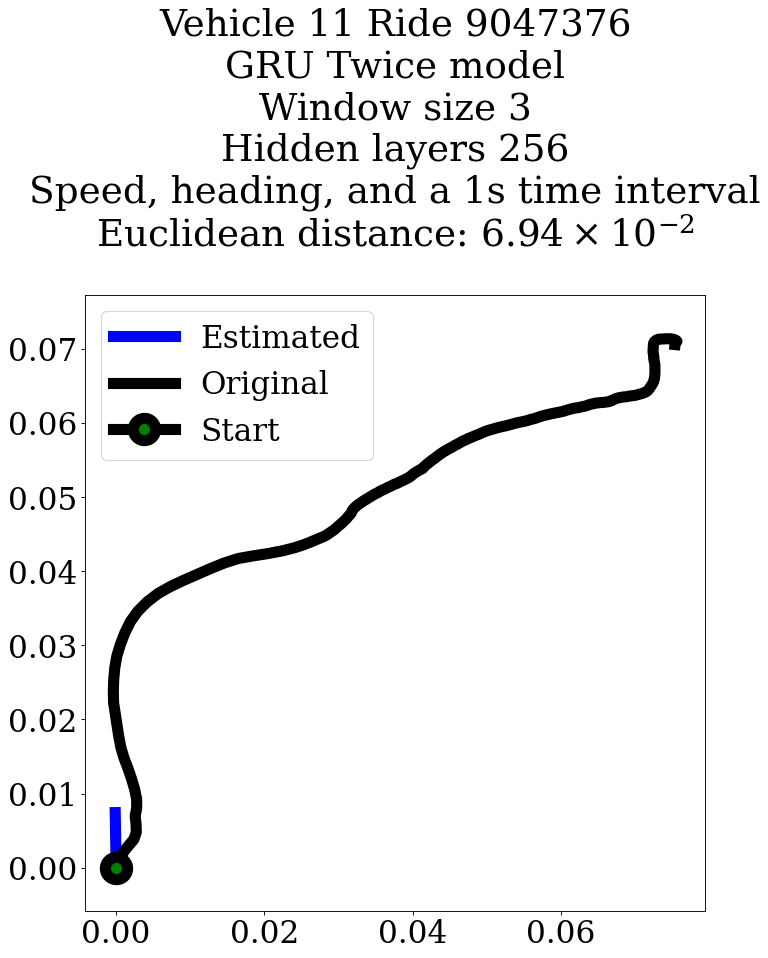 Vehicle 11 Ride 9047376
GRU Twice model
Window size 3
Hidden layers 256
Speed, heading, and a 1s time interval
Euclidean distance: 6.94 × 10⁻²
Estimated
Original
Start
0.07
0.06
0.05
0.04
0.03
0.02
0.01
0.00
0.00 0.02 0.04 0.06